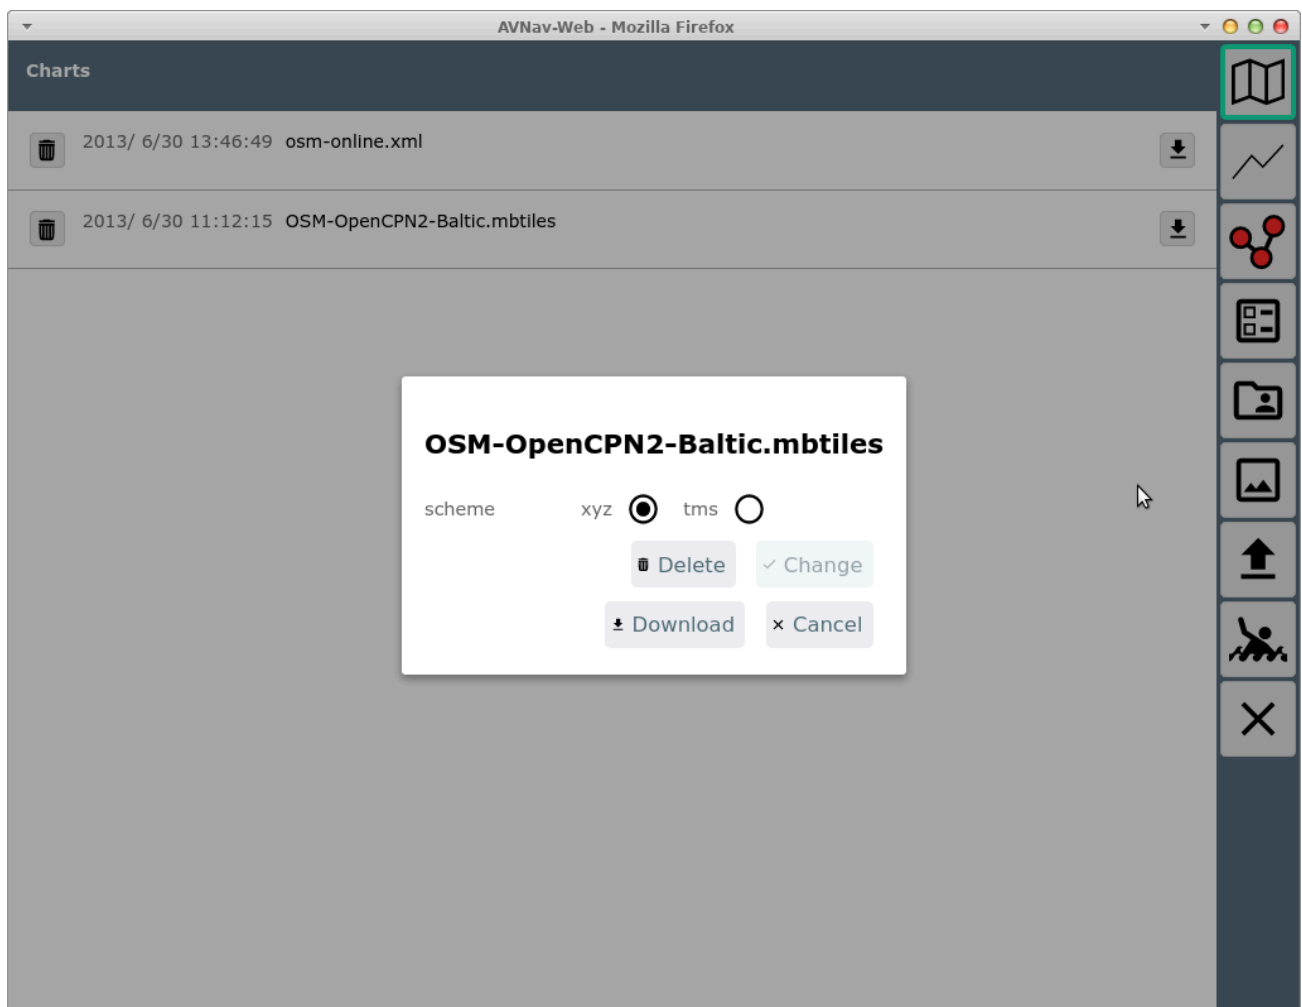 AVNav-Web - Mozilla Firefox
Charts
2013/ 6/30 13:46:49 osm-online.xml
2013/ 6/30 11:12:15 OSM-OpenCPN2-Baltic.mbtiles
OSM-OpenCPN2-Baltic.mbtiles
scheme xyz tms
Delete Change
Download Cancel